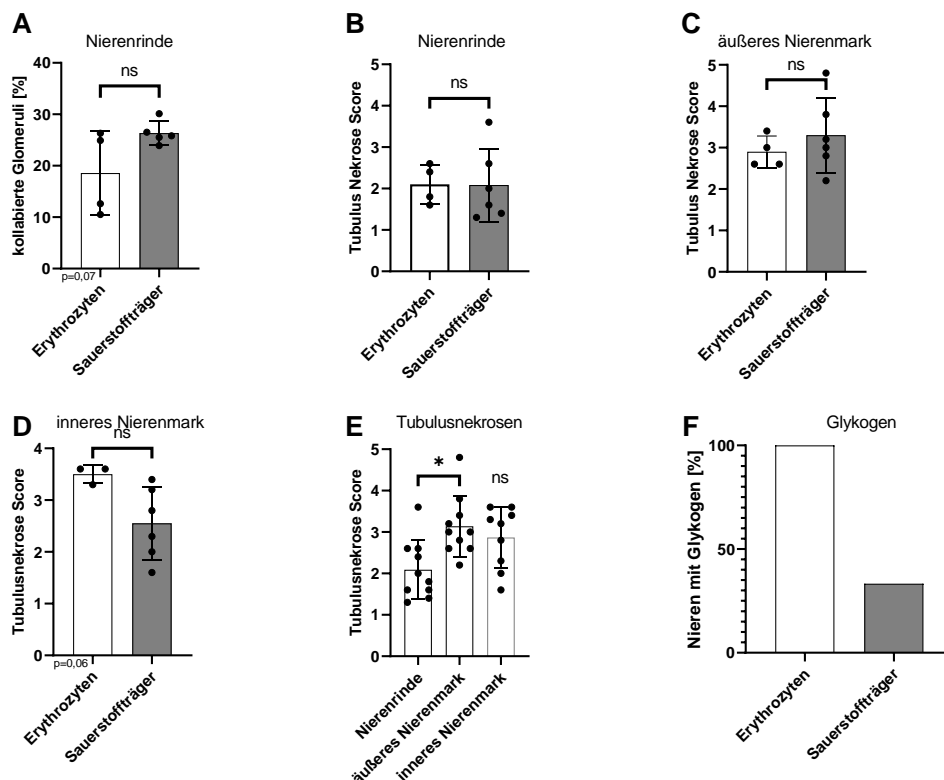 A
Nierenrinde
kollabierte Glomeruli [%]
40
30
20
10
0
ns
p=0,07
Erythrozyten
Sauerstoffträger
B
Nierenrinde
Tubulus Nekrose Score
5
4
3
2
1
0
ns
Erythrozyten
Sauerstoffträger
C
äußeres Nierenmark
Tubulus Nekrose Score
5
4
3
2
1
0
ns
Erythrozyten
Sauerstoffträger
D
inneres Nierenmark
Tubulusnekrose Score
4
3
2
1
0
ns
p=0,06
Erythrozyten
Sauerstoffträger
E
Tubulusnekrosen
Tubulusnekrose Score
5
4
3
2
1
0
*
ns
Nierenrinde
äußeres Nierenmark
inneres Nierenmark
F
Glykogen
Nieren mit Glykogen [%]
100
50
0
Erythrozyten
Sauerstoffträger